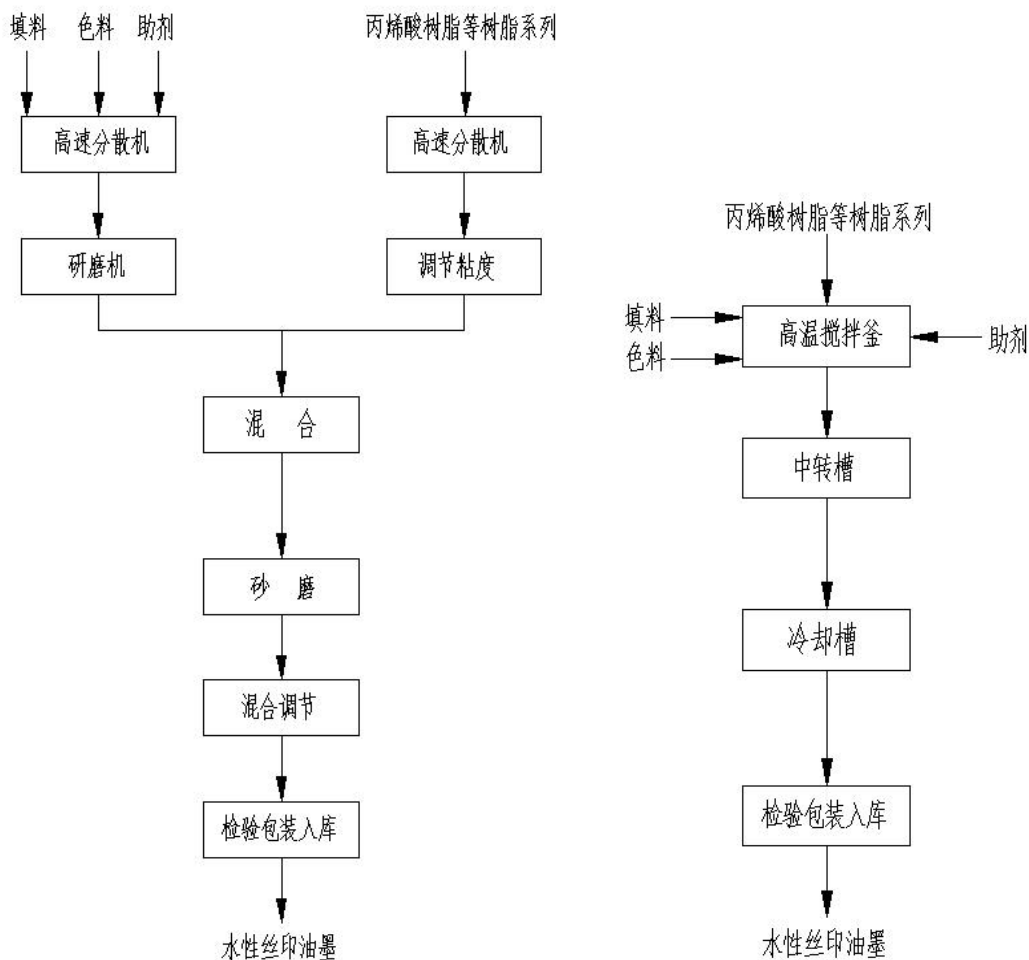 填料 色料 助剂
丙烯酸树脂等树脂系列
高速分散机
高速分散机
研磨机
调节粘度
混 合
砂 磨
混合调节
检验包装入库
水性丝印油墨
丙烯酸树脂等树脂系列
填料
色料
高温搅拌釜
助剂
中转槽
冷却槽
检验包装入库
水性丝印油墨